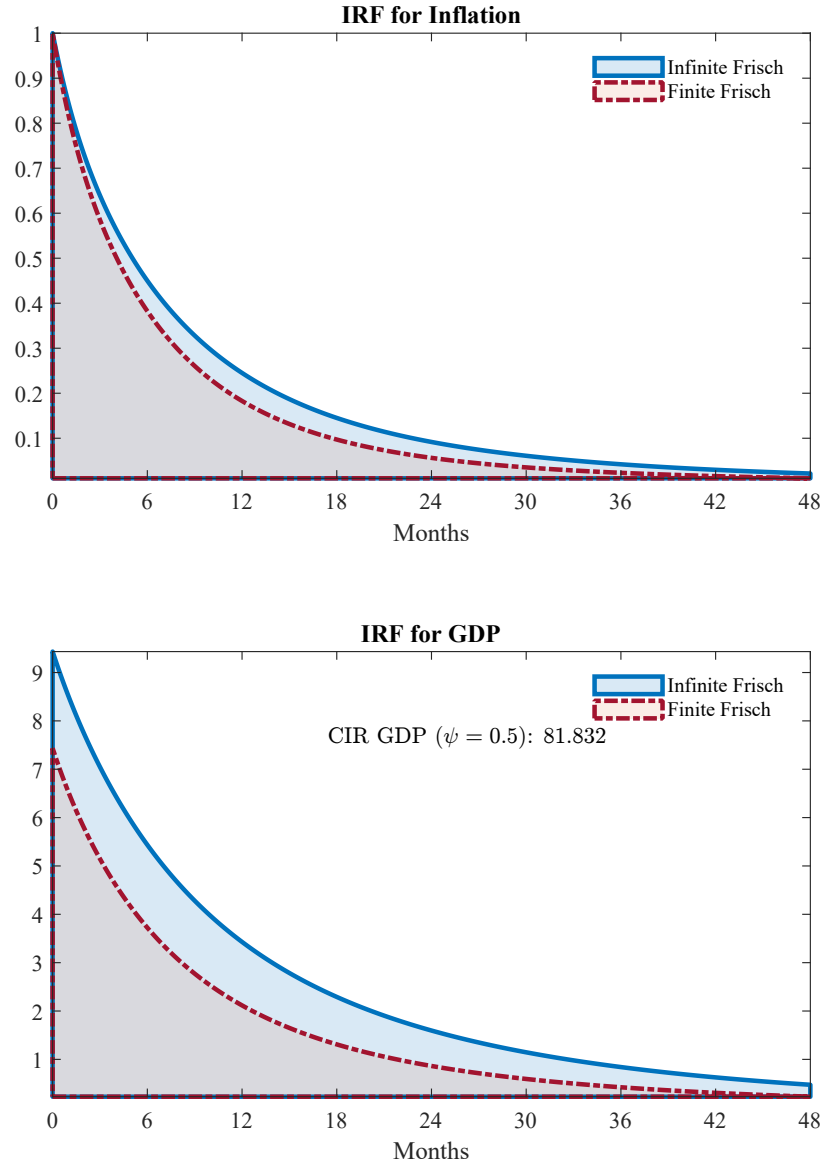 IRF for Inflation
1
0.9
0.8
0.7
0.6
0.5
0.4
0.3
0.2
0.1
Infinite Frisch
Finite Frisch
0 6 12 18 24 30 36 42 48
Months
IRF for GDP
9
8
7
6
5
4
3
2
1
Infinite Frisch
Finite Frisch
CIR GDP (ψ = 0.5): 81.832
0 6 12 18 24 30 36 42 48
Months